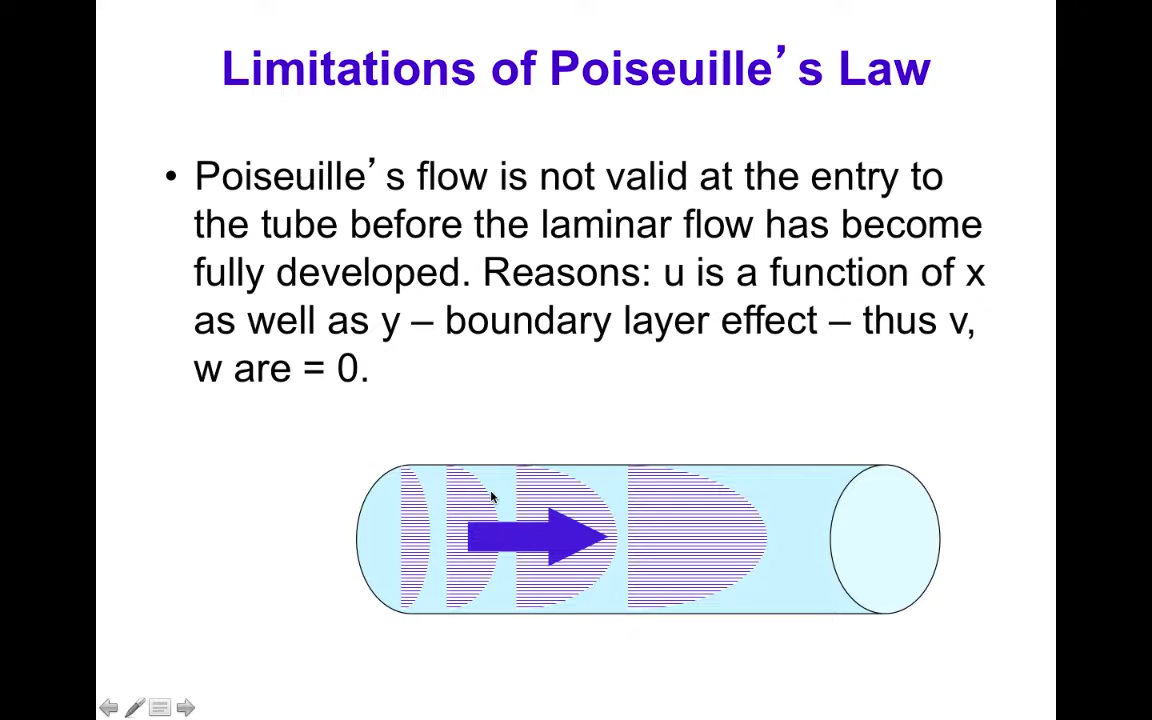 Limitations of Poiseuille’s Law
• Poiseuille’s flow is not valid at the entry to
the tube before the laminar flow has become
fully developed. Reasons: u is a function of x
as well as y – boundary layer effect – thus v,
w are = 0.